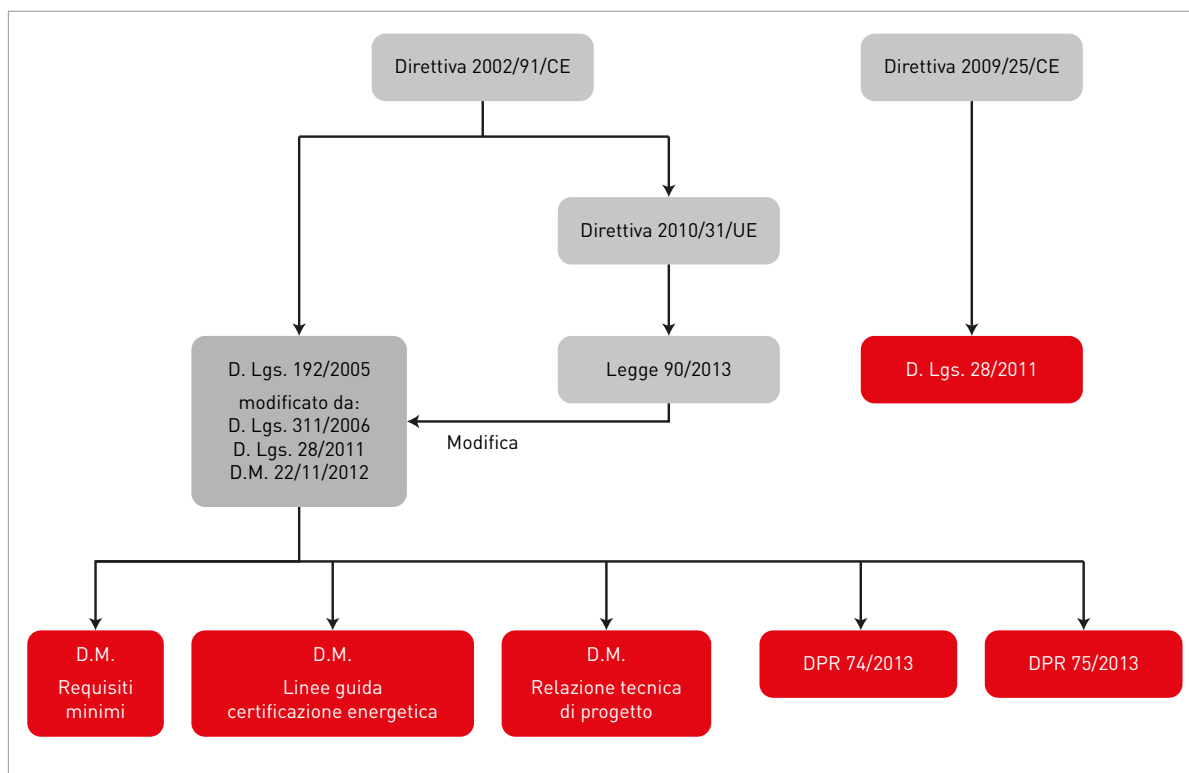 Direttiva 2002/91/CE
Direttiva 2009/25/CE
Direttiva 2010/31/UE
D. Lgs. 192/2005
modificato da:
D. Lgs. 311/2006
D. Lgs. 28/2011
D.M. 22/11/2012
Legge 90/2013
D. Lgs. 28/2011
Modifica
D.M.
Requisiti
minimi
D.M.
Linee guida
certificazione energetica
D.M.
Relazione tecnica
di progetto
DPR 74/2013
DPR 75/2013